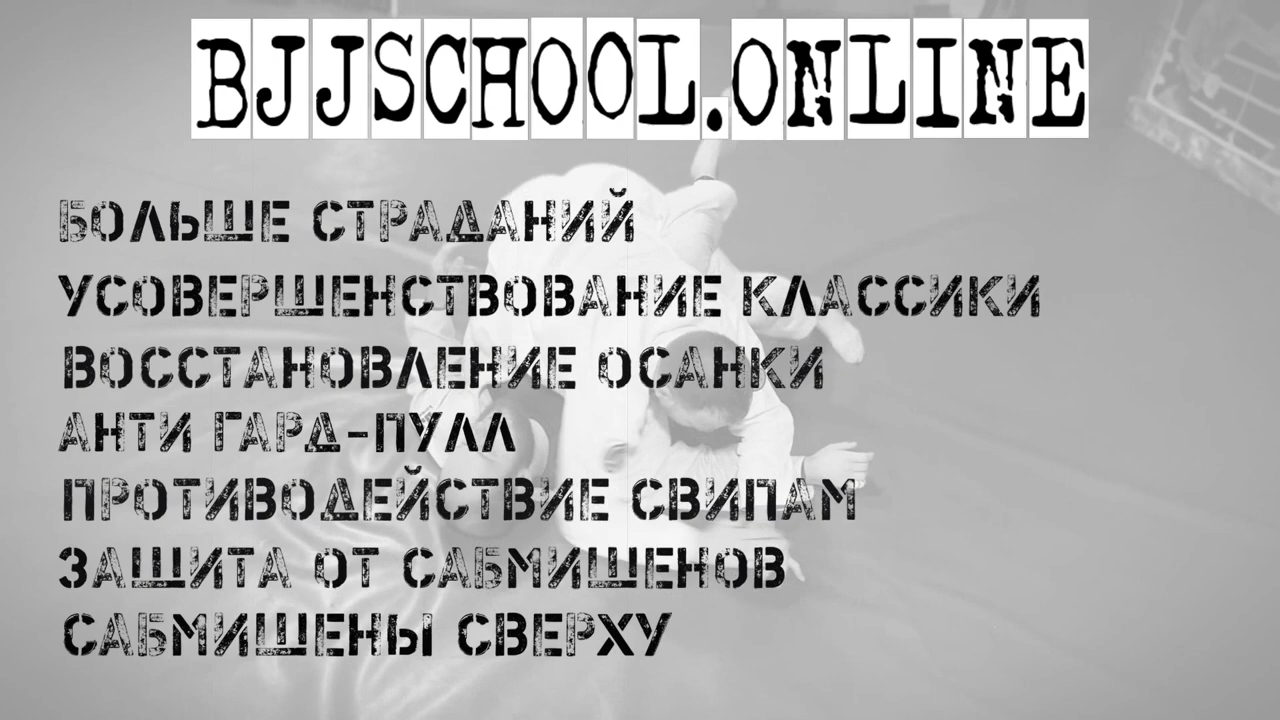 BJJSCHOOL.ONLINE
БОЛЬШЕ СТРАДАНИЙ
УСОВЕРШЕНСТВОВАНИЕ КЛАССИКИ
ВОССТАНОВЛЕНИЕ ОСАНКИ
АНТИ ГАРД-ПУЛЛ
ПРОТИВОДЕЙСТВИЕ СВИПАМ
ЗАЩИТА ОТ САБМИШЕНОВ
САБМИШЕНЫ СВЕРХУ